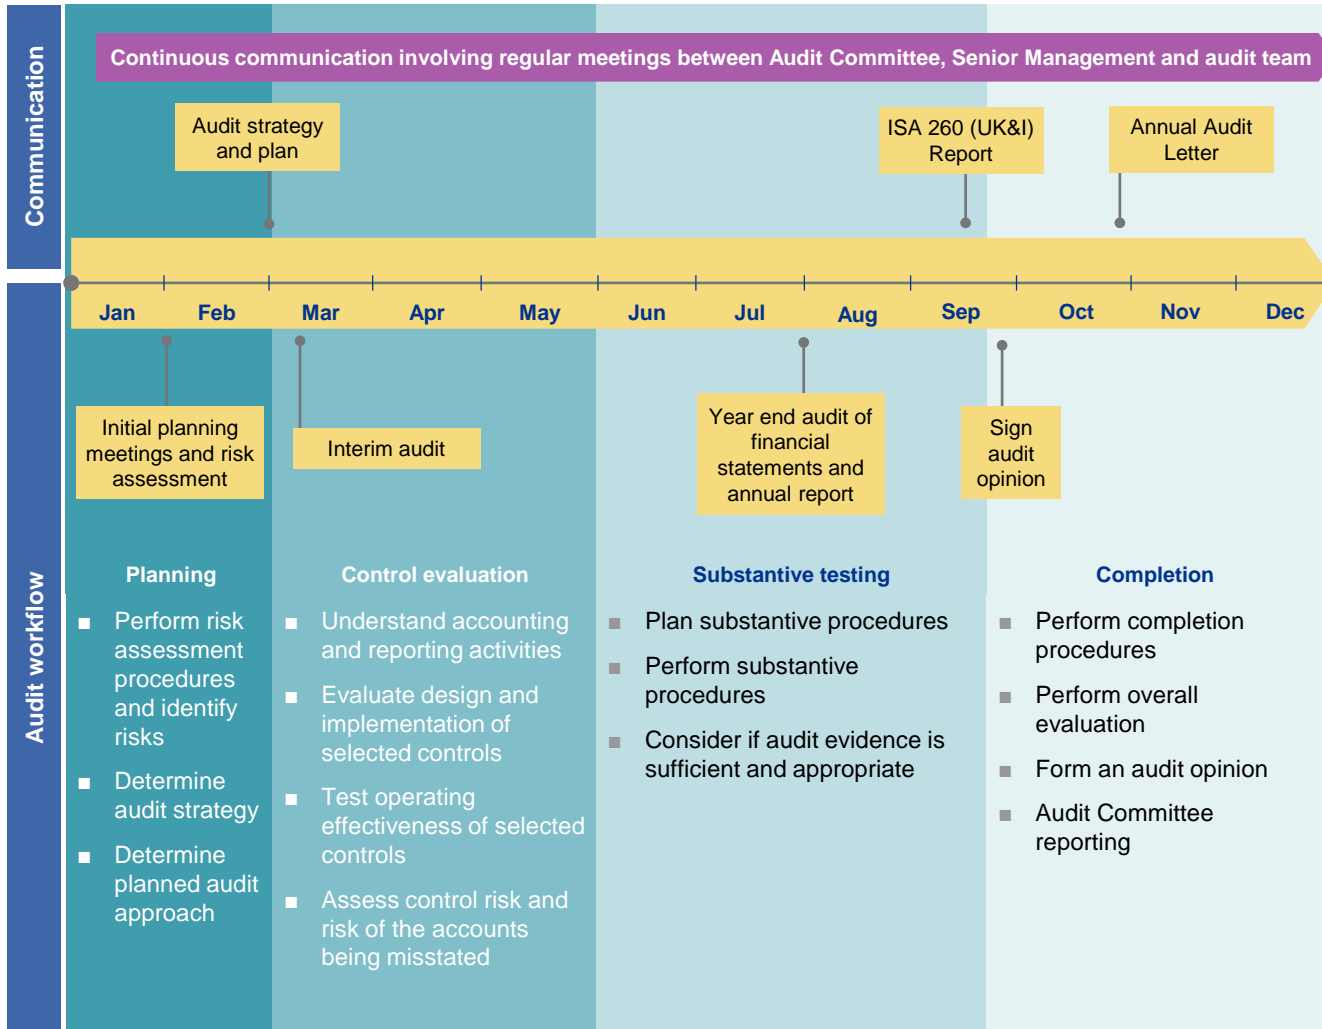 Communication
Continuous communication involving regular meetings between Audit Committee, Senior Management and audit team
Audit strategy
and plan
ISA 260 (UK&I)
Report
Annual Audit
Letter
Jan
Feb
Mar
Apr
May
Jun
Jul
Aug
Sep
Oct
Nov
Dec
Audit workflow
Initial planning
meetings and risk
assessment
Interim audit
Year end audit of
financial
statements and
annual report
Sign
audit
opinion
Planning
■ Perform risk
assessment
procedures
and identify
risks
■ Determine
audit strategy
■ Determine
planned audit
approach
Control evaluation
■ Understand accounting
and reporting activities
■ Evaluate design and
implementation of
selected controls
■ Test operating
effectiveness of selected
controls
■ Assess control risk and
risk of the accounts
being misstated
Substantive testing
■ Plan substantive procedures
■ Perform substantive
procedures
■ Consider if audit evidence is
sufficient and appropriate
Completion
■ Perform completion
procedures
■ Perform overall
evaluation
■ Form an audit opinion
■ Audit Committee
reporting